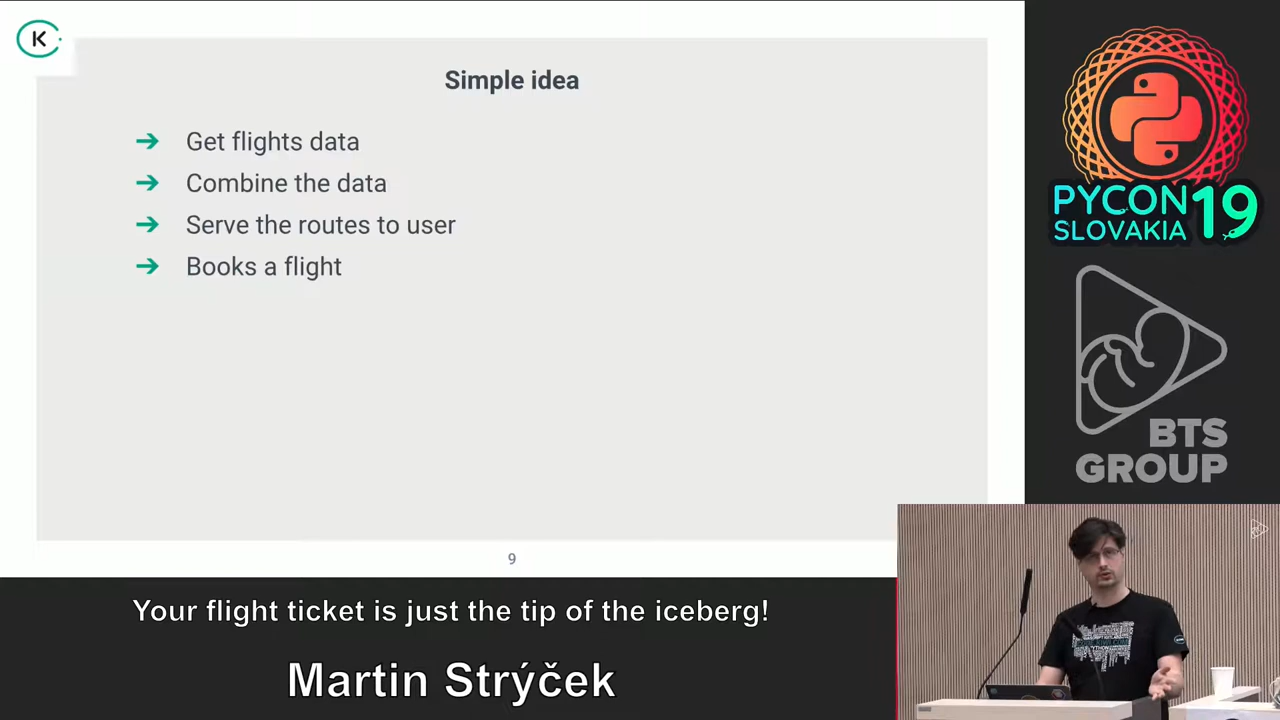 K
Simple idea
➔ Get flights data
➔ Combine the data
➔ Serve the routes to user
➔ Books a flight
9
PYCON 19
SLOVAKIA
BTS
GROUP
Your flight ticket is just the tip of the iceberg!
Martin Strýček